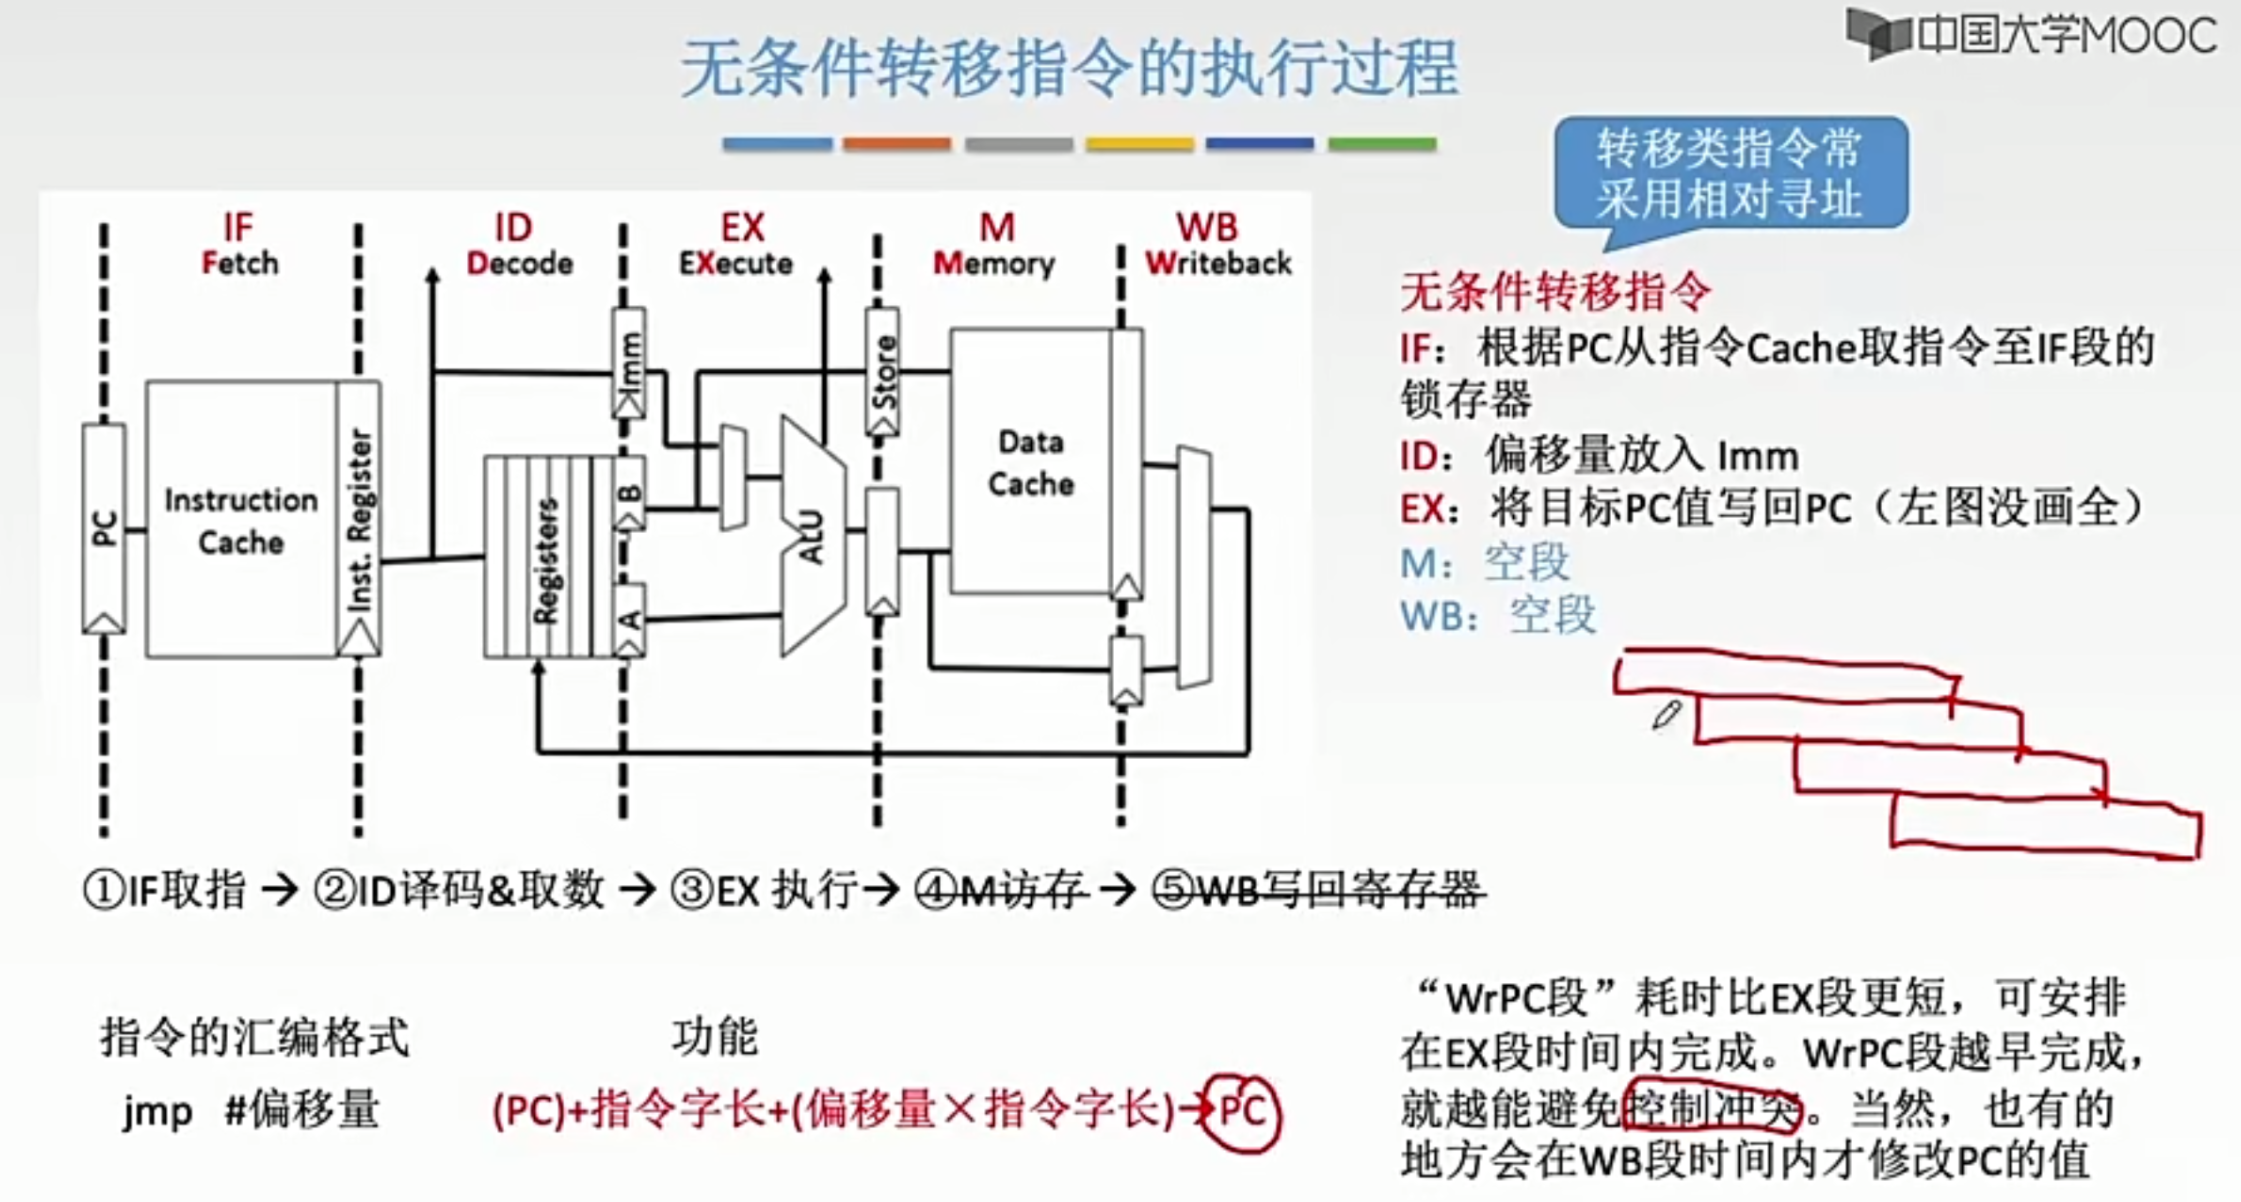 中国大学MOOC
无条件转移指令的执行过程
转移类指令常
采用相对寻址
IF
Fetch
ID
Decode
EX
EXecute
M
Memory
WB
Writeback
PC
Instruction
Cache
Inst. Register
Registers
Imm
B
A
ALU
Store
Data
Cache
无条件转移指令
IF：根据PC从指令Cache取指令至IF段的
锁存器
ID：偏移量放入 Imm
EX：将目标PC值写回PC（左图没画全）
M：空段
WB：空段
①IF取指 → ②ID译码&取数 → ③EX 执行→ ④M访存 → ⑤WB写回寄存器
指令的汇编格式 功能
jmp #偏移量 (PC)+指令字长+(偏移量×指令字长)→PC
“WrPC段”耗时比EX段更短，可安排
在EX段时间内完成。WrPC段越早完成，
就越能避免控制冲突。当然，也有的
地方会在WB段时间内才修改PC的值